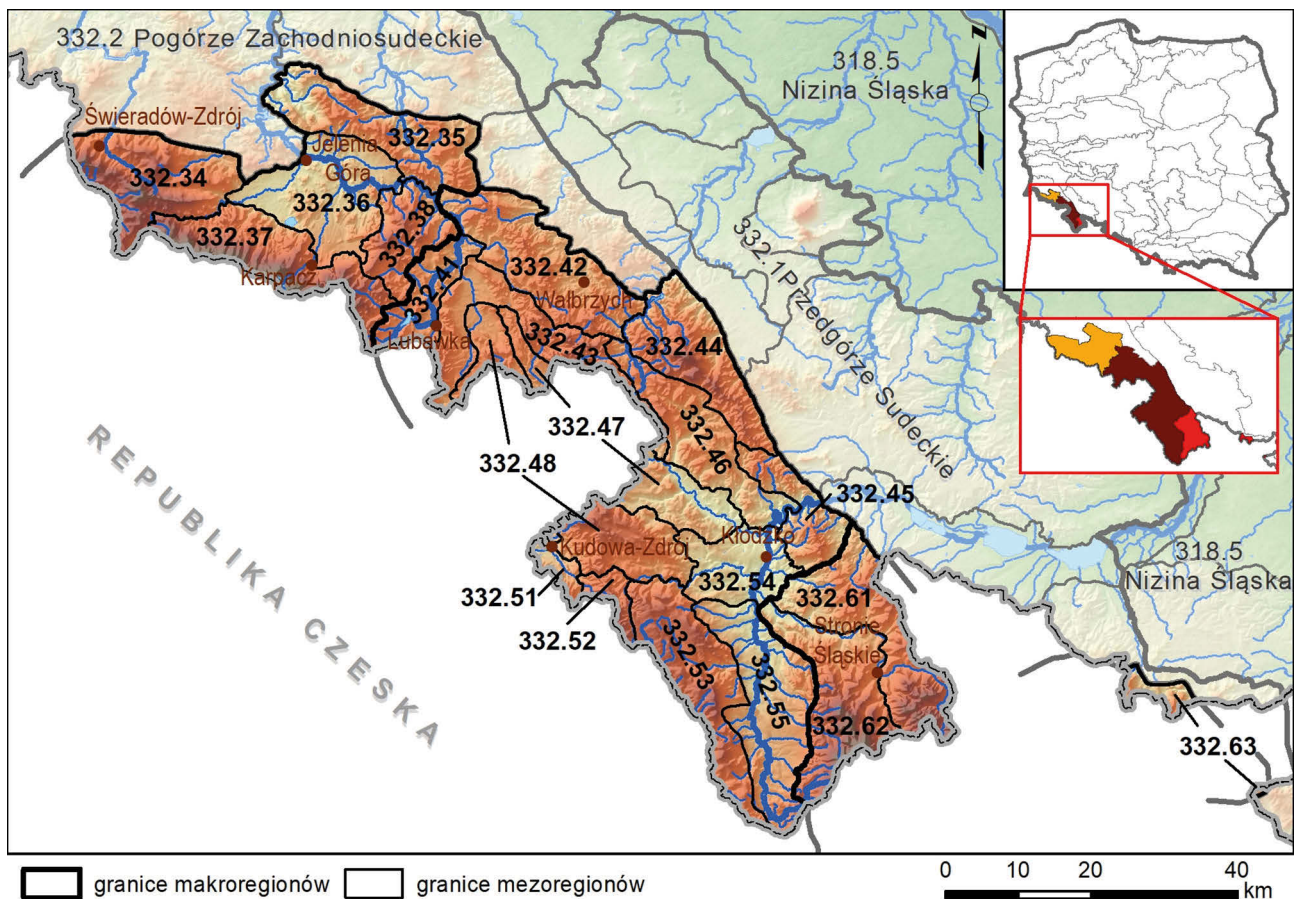 332.2 Pogórze Zachodniosudeckie
318.5
Nizina Śląska
N
Świeradów-Zdrój
332.35
Jelenia
Góra
332.34
332.36
332.38
332.37
332.1 Przedgórze Sudeckie
Karpacz
332.41
332.42
Wałbrzych
Lubawka
332.43
332.44
REPUBLIKA CZESKA
332.47
332.46
332.48
332.45
Kłodzko
Kudowa-Zdrój
318.5
Nizina Śląska
332.54
332.51
332.61
332.52
Stronie
Śląskie
332.53
332.55
332.62
332.63
granice makroregionów
granice mezoregionów
0 10 20 40
km